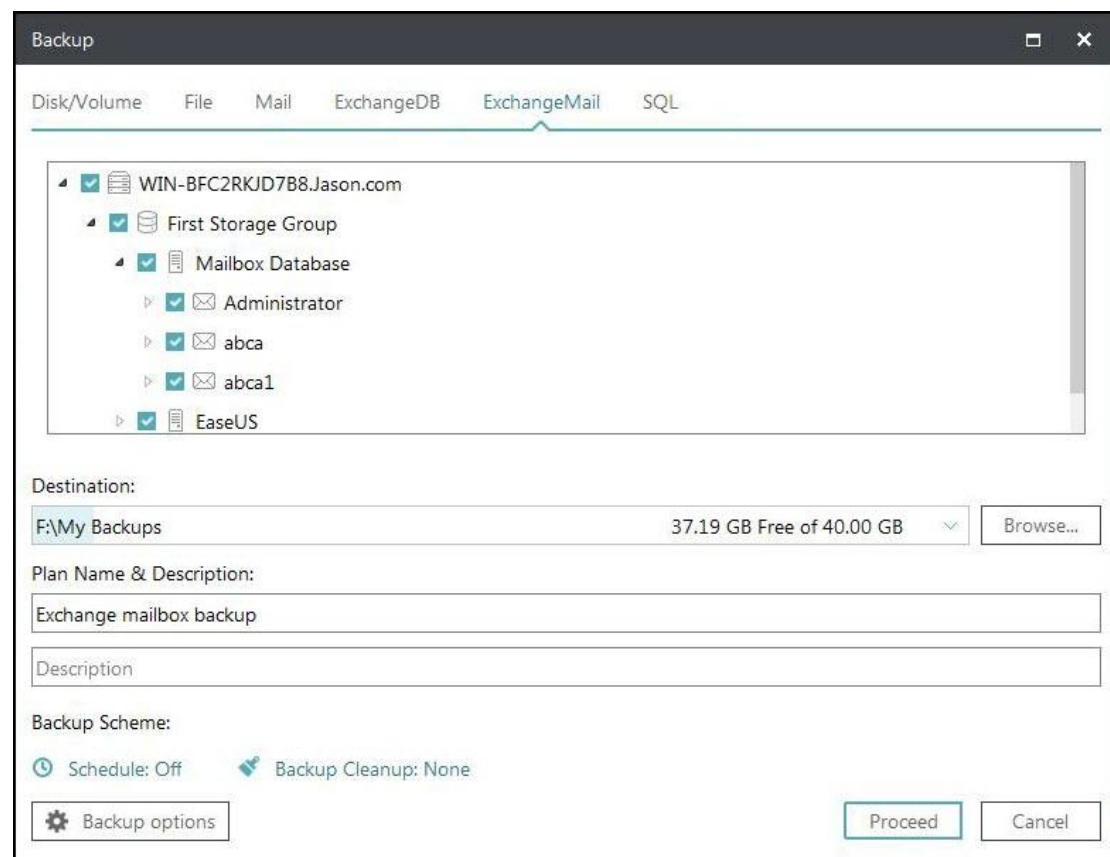 Backup
Disk/Volume File Mail ExchangeDB ExchangeMail SQL
WIN-BFC2RKJD7B8.Jason.com
First Storage Group
Mailbox Database
Administrator
abca
abca1
EaseUS
Destination:
F:\My Backups 37.19 GB Free of 40.00 GB Browse...
Plan Name & Description:
Exchange mailbox backup
Description
Backup Scheme:
Schedule: Off Backup Cleanup: None
Backup options Proceed Cancel